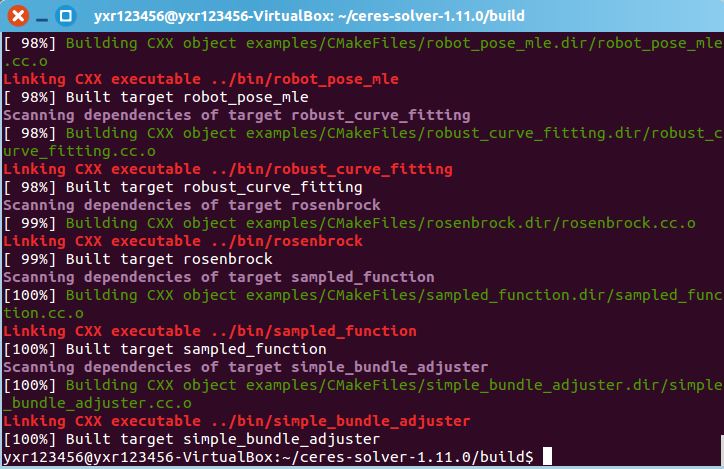 yxr123456@yxr123456-VirtualBox: ~/ceres-solver-1.11.0/build
[ 98%] Building CXX object examples/CMakeFiles/robot_pose_mle.dir/robot_pose_mle
.cc.o
Linking CXX executable ../bin/robot_pose_mle
[ 98%] Built target robot_pose_mle
Scanning dependencies of target robust_curve_fitting
[ 98%] Building CXX object examples/CMakeFiles/robust_curve_fitting.dir/robust_c
urve_fitting.cc.o
Linking CXX executable ../bin/robust_curve_fitting
[ 98%] Built target robust_curve_fitting
Scanning dependencies of target rosenbrock
[ 99%] Building CXX object examples/CMakeFiles/rosenbrock.dir/rosenbrock.cc.o
Linking CXX executable ../bin/rosenbrock
[ 99%] Built target rosenbrock
Scanning dependencies of target sampled_function
[100%] Building CXX object examples/CMakeFiles/sampled_function.dir/sampled_func
tion.cc.o
Linking CXX executable ../bin/sampled_function
[100%] Built target sampled_function
Scanning dependencies of target simple_bundle_adjuster
[100%] Building CXX object examples/CMakeFiles/simple_bundle_adjuster.dir/simple
_bundle_adjuster.cc.o
Linking CXX executable ../bin/simple_bundle_adjuster
[100%] Built target simple_bundle_adjuster
yxr123456@yxr123456-VirtualBox:~/ceres-solver-1.11.0/build$